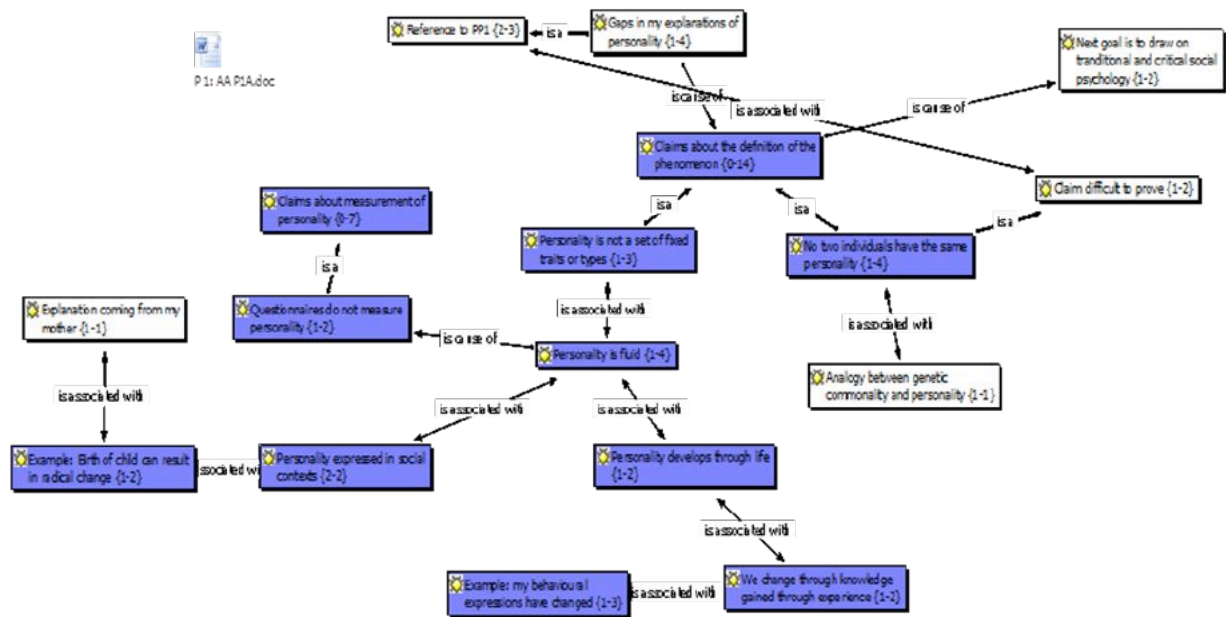 Reference to PP1 {2-3}
is a
Gaps in my explanations of
personality {1-4}
Next goal is to draw on
tranditional and critical social
psychology {1-2}
P 1: AA P1A.doc
is cause of
is associated with
is cause of
Claims about the definition of the
phenomenon {0-14}
Claim difficult to prove {1-2}
Claims about measurement of
personality {0-7}
is a
is a
is a
Personality is not a set of fixed
traits or types {1-3}
No two individuals have the same
personality {1-4}
is a
Explanation coming from my
mother {1-1}
Questionnaires do not measure
personality {1-2}
is associated with
is associated with
is cause of
Personality is fluid {1-4}
Analogy between genetic
commonality and personality {1-1}
is associated with
is associated with
is associated with
Example: Birth of child can result
in radical change {1-2}
ssociated wi
Personality expressed in social
contexts {2-2}
Personality develops through life
{1-2}
is associated with
Example: my behavioural
expressions have changed {1-3}
is associated with
We change through knowledge
gained through experience {1-2}